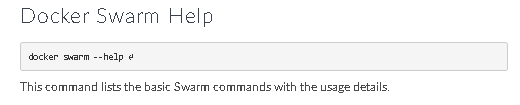 Docker Swarm Help
docker swarm --help ↵
This command lists the basic Swarm commands with the usage details.